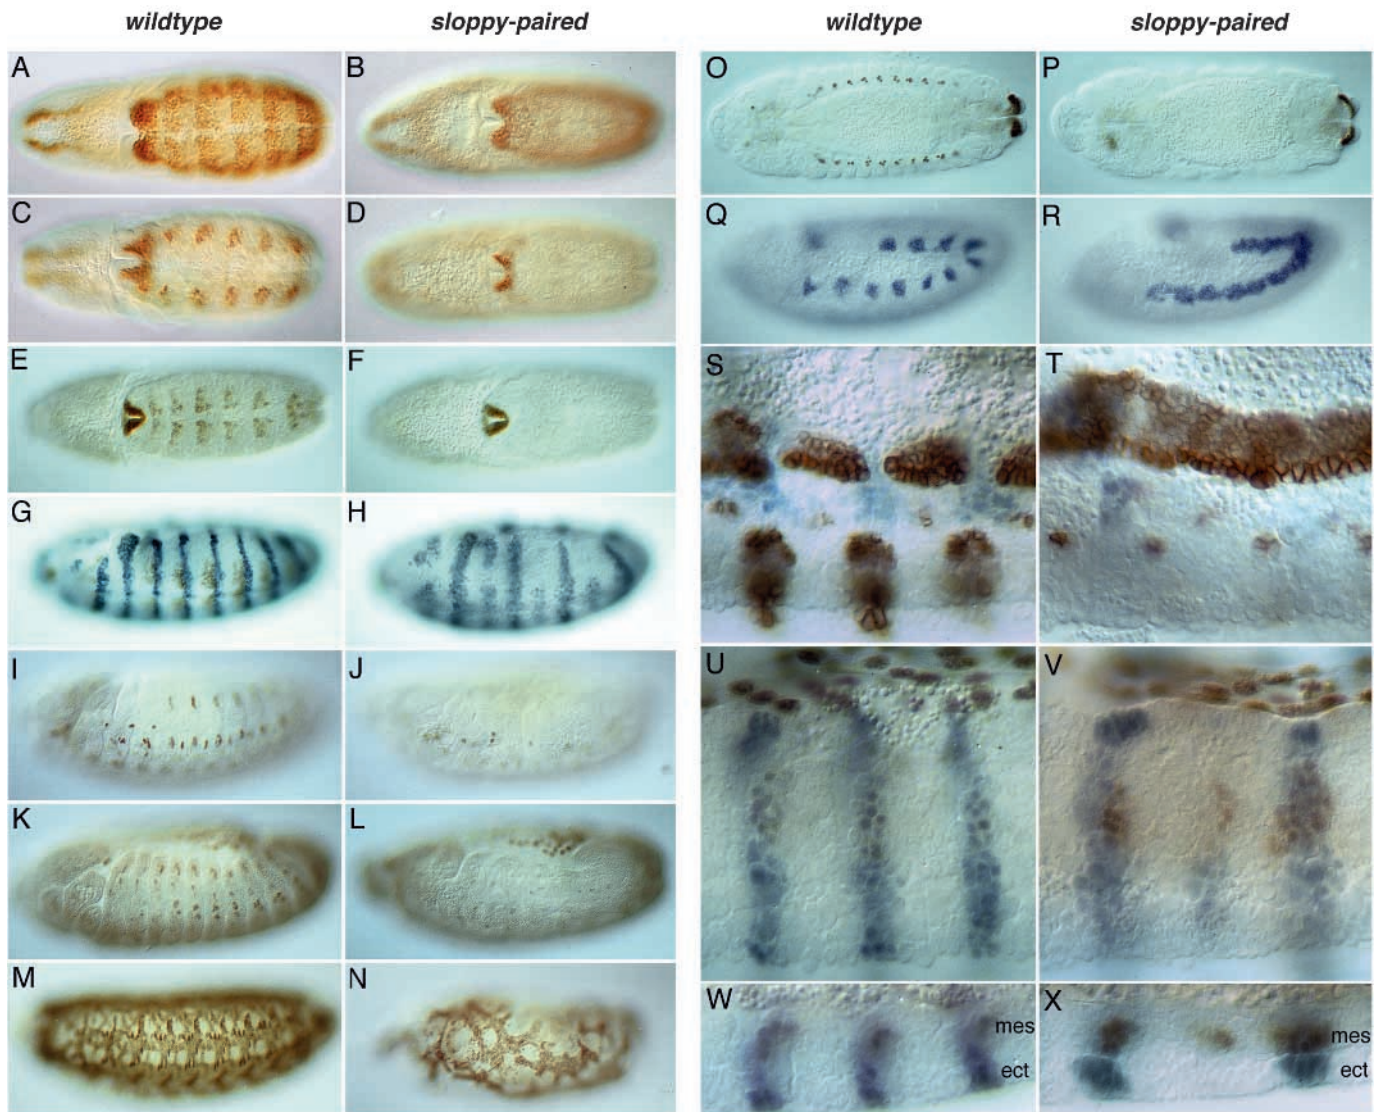 wildtype sloppy-paired wildtype sloppy-paired
A B O P
C D Q R
E F S T
G H
I J U V
K L
M N W X
mes mes
ect ect